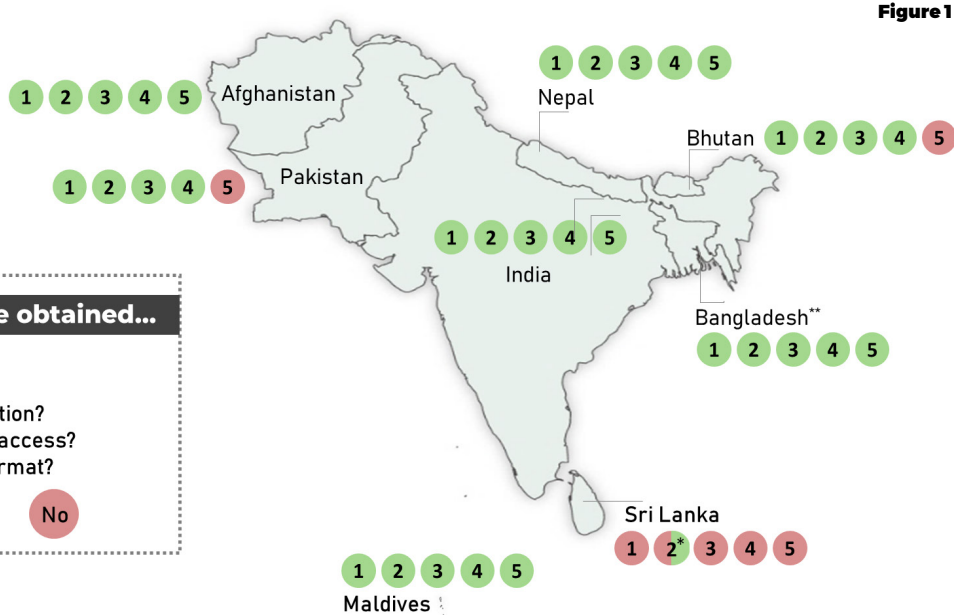 Figure 1
1 2 3 4 5
Nepal
1 2 3 4 5
Afghanistan
Bhutan 1 2 3 4 5
1 2 3 4 5
Pakistan
1 2 3 4 5
India
e obtained...
Bangladesh**
1 2 3 4 5
tion?
access?
rmat?
No
Sri Lanka
1 2* 3 4 5
1 2 3 4 5
Maldives